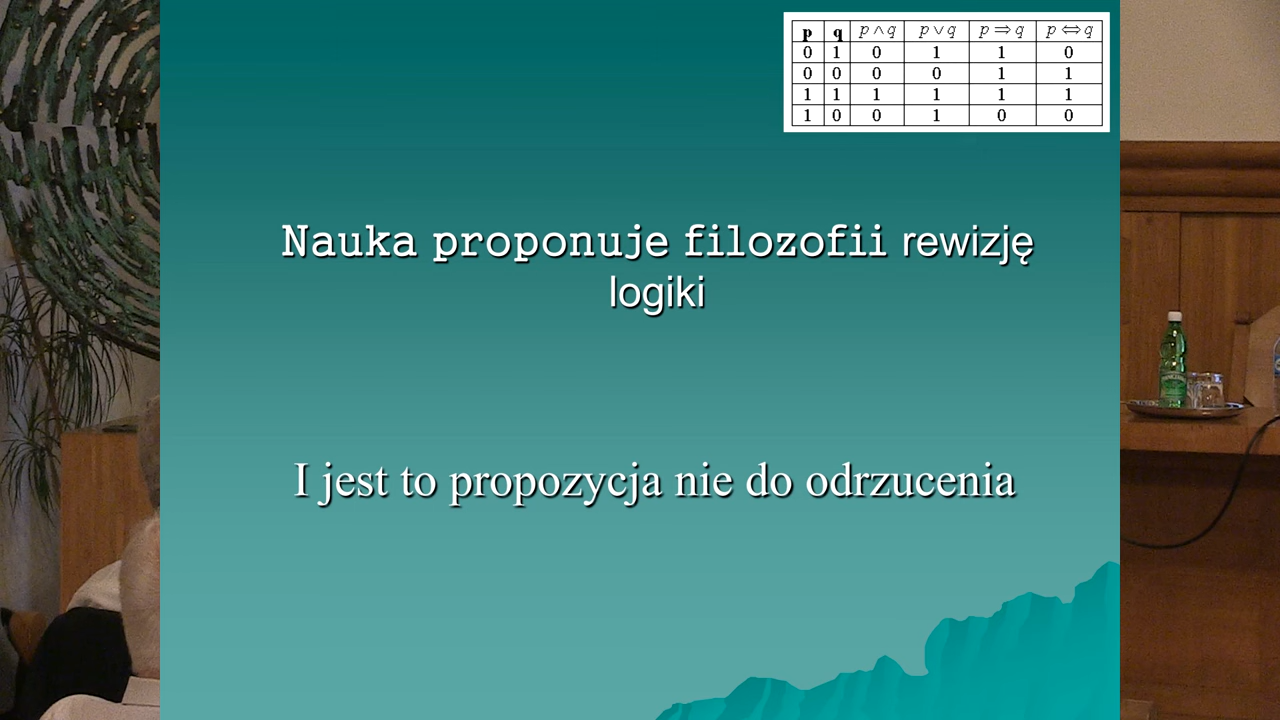 p q p ∧ q p ∨ q p ⇒ q p ⇔ q
0 1 0 1 1 0
0 0 0 0 1 1
1 1 1 1 1 1
1 0 0 1 0 0
Nauka proponuje filozofii rewizję
logiki
I jest to propozycja nie do odrzucenia